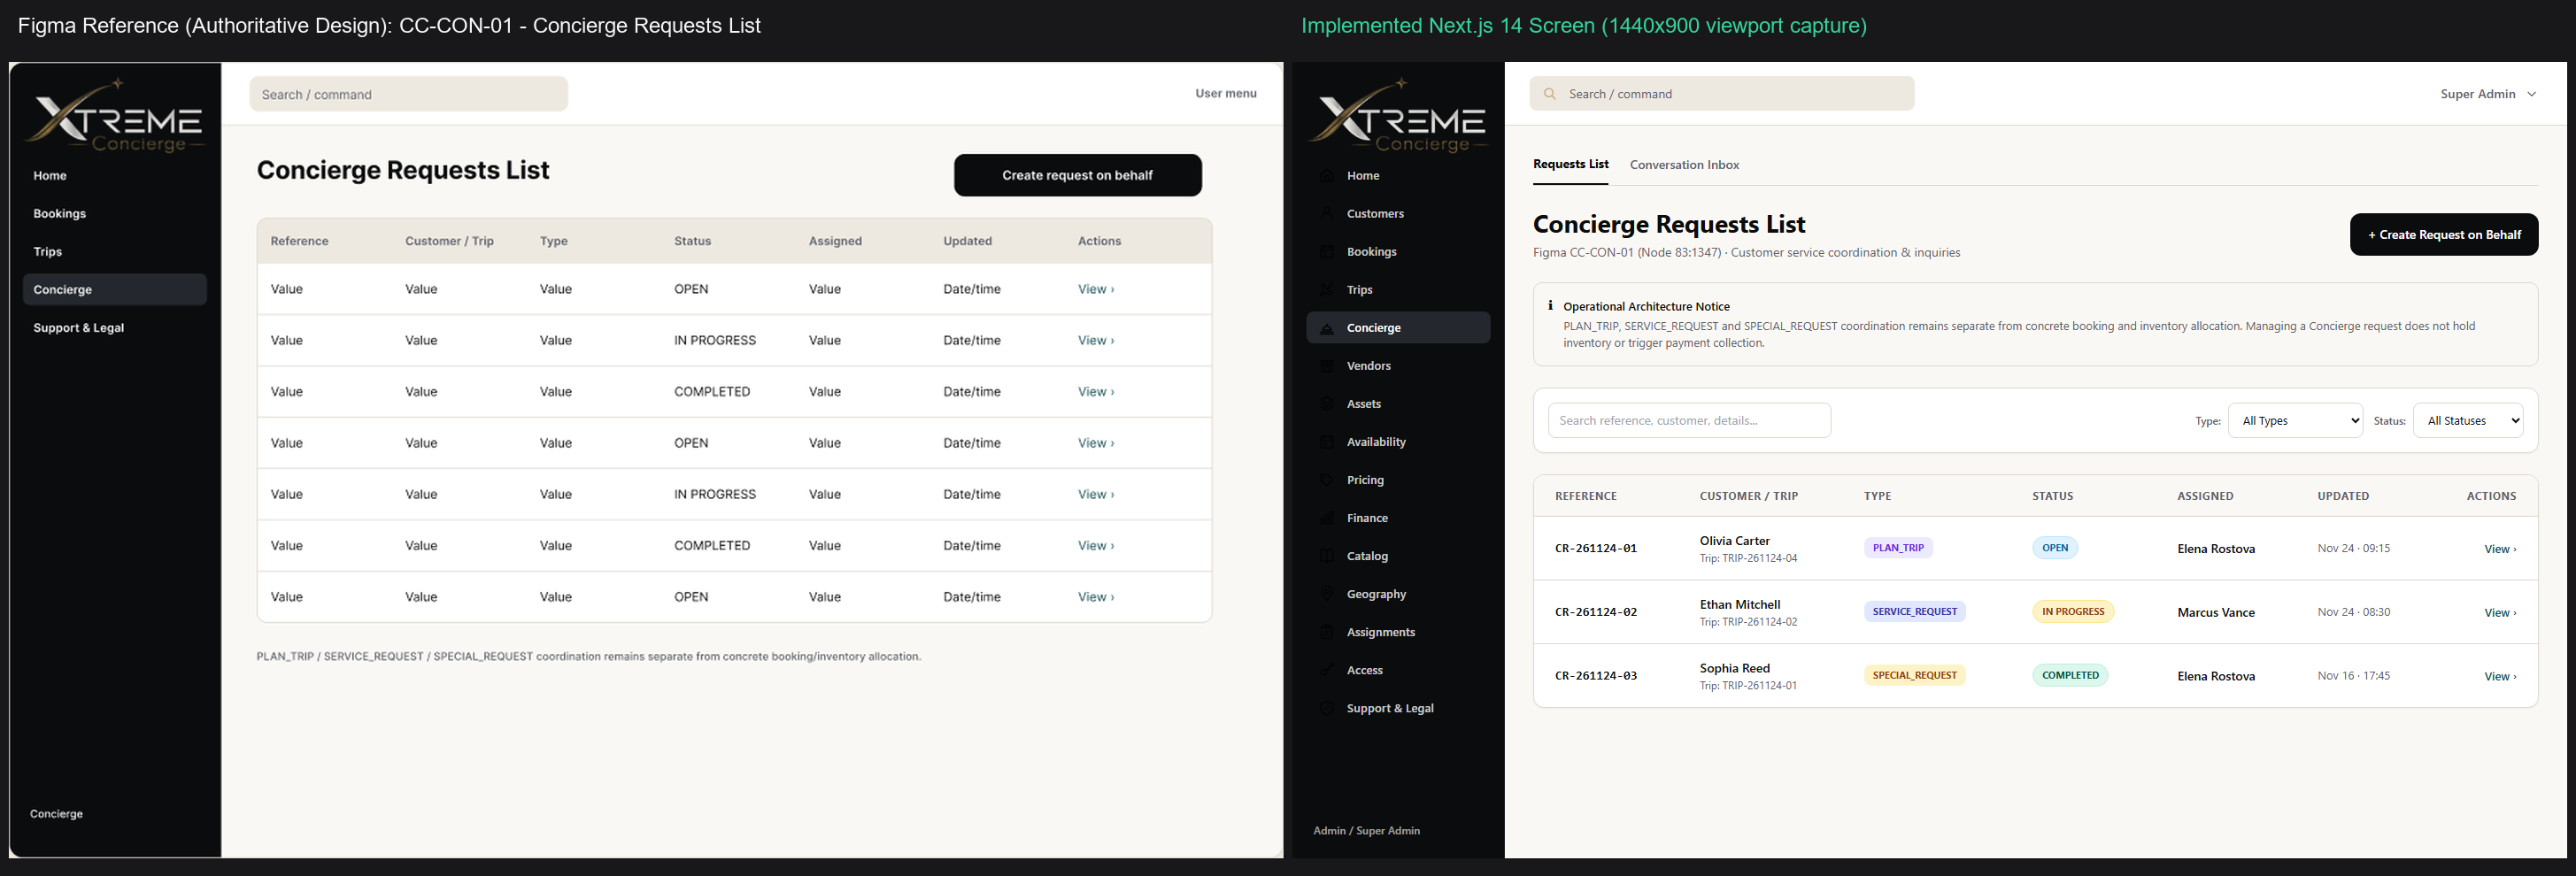 Figma Reference (Authoritative Design): CC-CON-01 - Concierge Requests List
XTREME
Concierge
Search / command
User menu
Home
Bookings
Trips
Concierge
Support & Legal
Concierge
Concierge Requests List
Create request on behalf
Reference Customer / Trip Type Status Assigned Updated Actions
Value Value Value OPEN Value Date/time View ›
Value Value Value IN PROGRESS Value Date/time View ›
Value Value Value COMPLETED Value Date/time View ›
Value Value Value OPEN Value Date/time View ›
Value Value Value IN PROGRESS Value Date/time View ›
Value Value Value COMPLETED Value Date/time View ›
Value Value Value OPEN Value Date/time View ›
PLAN_TRIP / SERVICE_REQUEST / SPECIAL_REQUEST coordination remains separate from concrete booking/inventory allocation.
Implemented Next.js 14 Screen (1440x900 viewport capture)
XTREME
Concierge
Search / command
Super Admin
Home
Customers
Bookings
Trips
Concierge
Vendors
Assets
Availability
Pricing
Finance
Catalog
Geography
Assignments
Access
Support & Legal
Admin / Super Admin
Requests List Conversation Inbox
Concierge Requests List
+ Create Request on Behalf
Figma CC-CON-01 (Node 83:1347) · Customer service coordination & inquiries
Operational Architecture Notice
PLAN_TRIP, SERVICE_REQUEST and SPECIAL_REQUEST coordination remains separate from concrete booking and inventory allocation. Managing a Concierge request does not hold
inventory or trigger payment collection.
Search reference, customer, details...
Type: All Types Status: All Statuses
REFERENCE CUSTOMER / TRIP TYPE STATUS ASSIGNED UPDATED ACTIONS
CR-261124-01 Olivia Carter PLAN_TRIP OPEN Elena Rostova Nov 24 · 09:15 View ›
Trip: TRIP-261124-04
CR-261124-02 Ethan Mitchell SERVICE_REQUEST IN PROGRESS Marcus Vance Nov 24 · 08:30 View ›
Trip: TRIP-261124-02
CR-261124-03 Sophia Reed SPECIAL_REQUEST COMPLETED Elena Rostova Nov 16 · 17:45 View ›
Trip: TRIP-261124-01